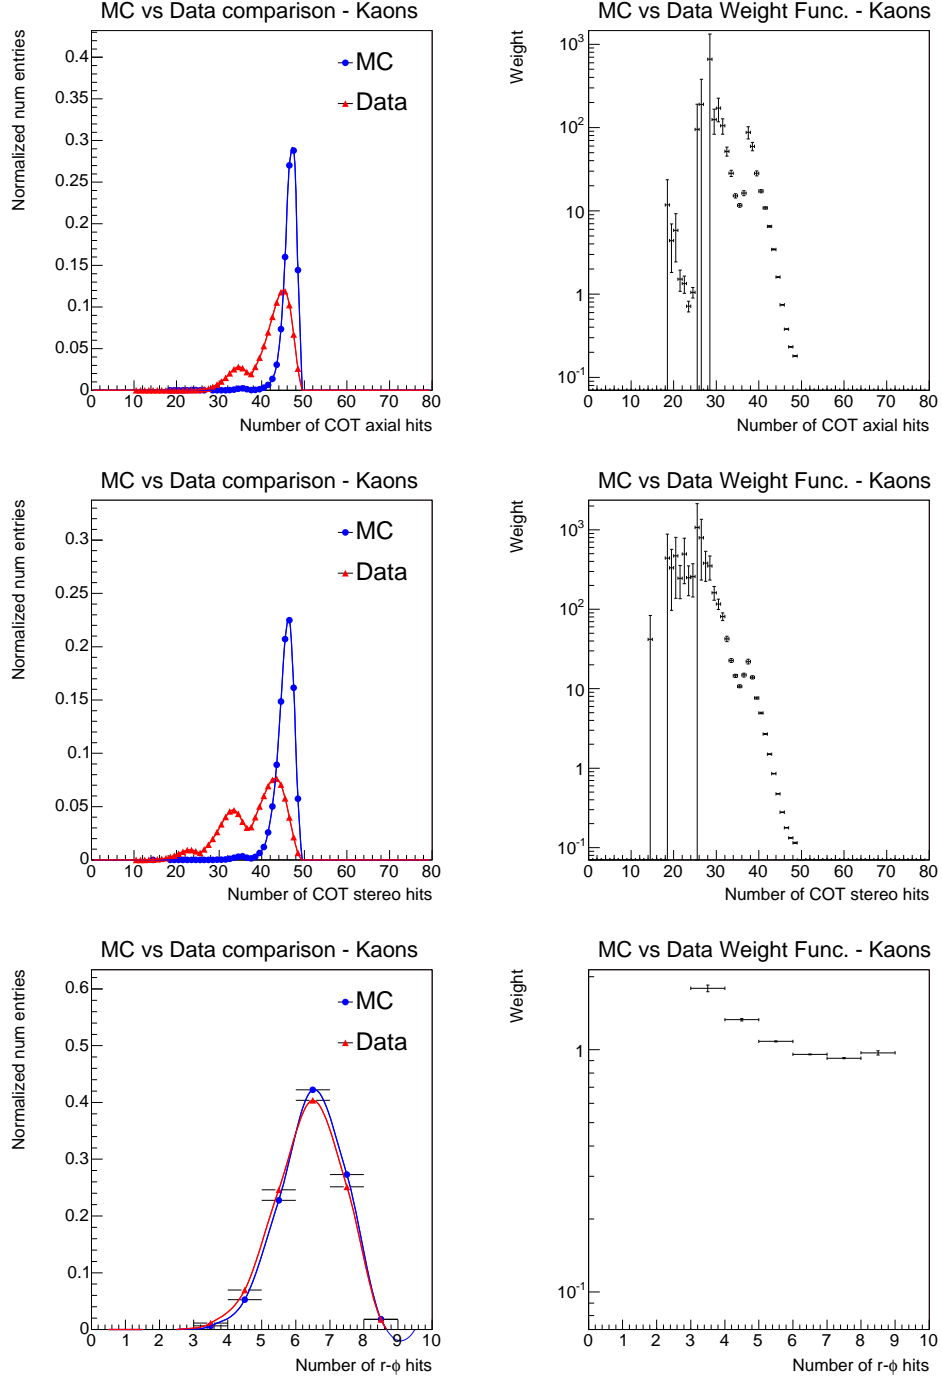 MC vs Data comparison - Kaons
Normalized num entries
MC
Data
0.4
0.35
0.3
0.25
0.2
0.15
0.1
0.05
0
0 10 20 30 40 50 60 70 80
Number of COT axial hits
MC vs Data Weight Func. - Kaons
Weight
10³
10²
10
1
10⁻¹
0 10 20 30 40 50 60 70 80
Number of COT axial hits
MC vs Data comparison - Kaons
Normalized num entries
MC
Data
0.3
0.25
0.2
0.15
0.1
0.05
0
0 10 20 30 40 50 60 70 80
Number of COT stereo hits
MC vs Data Weight Func. - Kaons
Weight
10³
10²
10
1
10⁻¹
0 10 20 30 40 50 60 70 80
Number of COT stereo hits
MC vs Data comparison - Kaons
Normalized num entries
MC
Data
0.6
0.5
0.4
0.3
0.2
0.1
0
0 1 2 3 4 5 6 7 8 9 10
Number of r-ϕ hits
MC vs Data Weight Func. - Kaons
Weight
1
10⁻¹
0 1 2 3 4 5 6 7 8 9 10
Number of r-ϕ hits